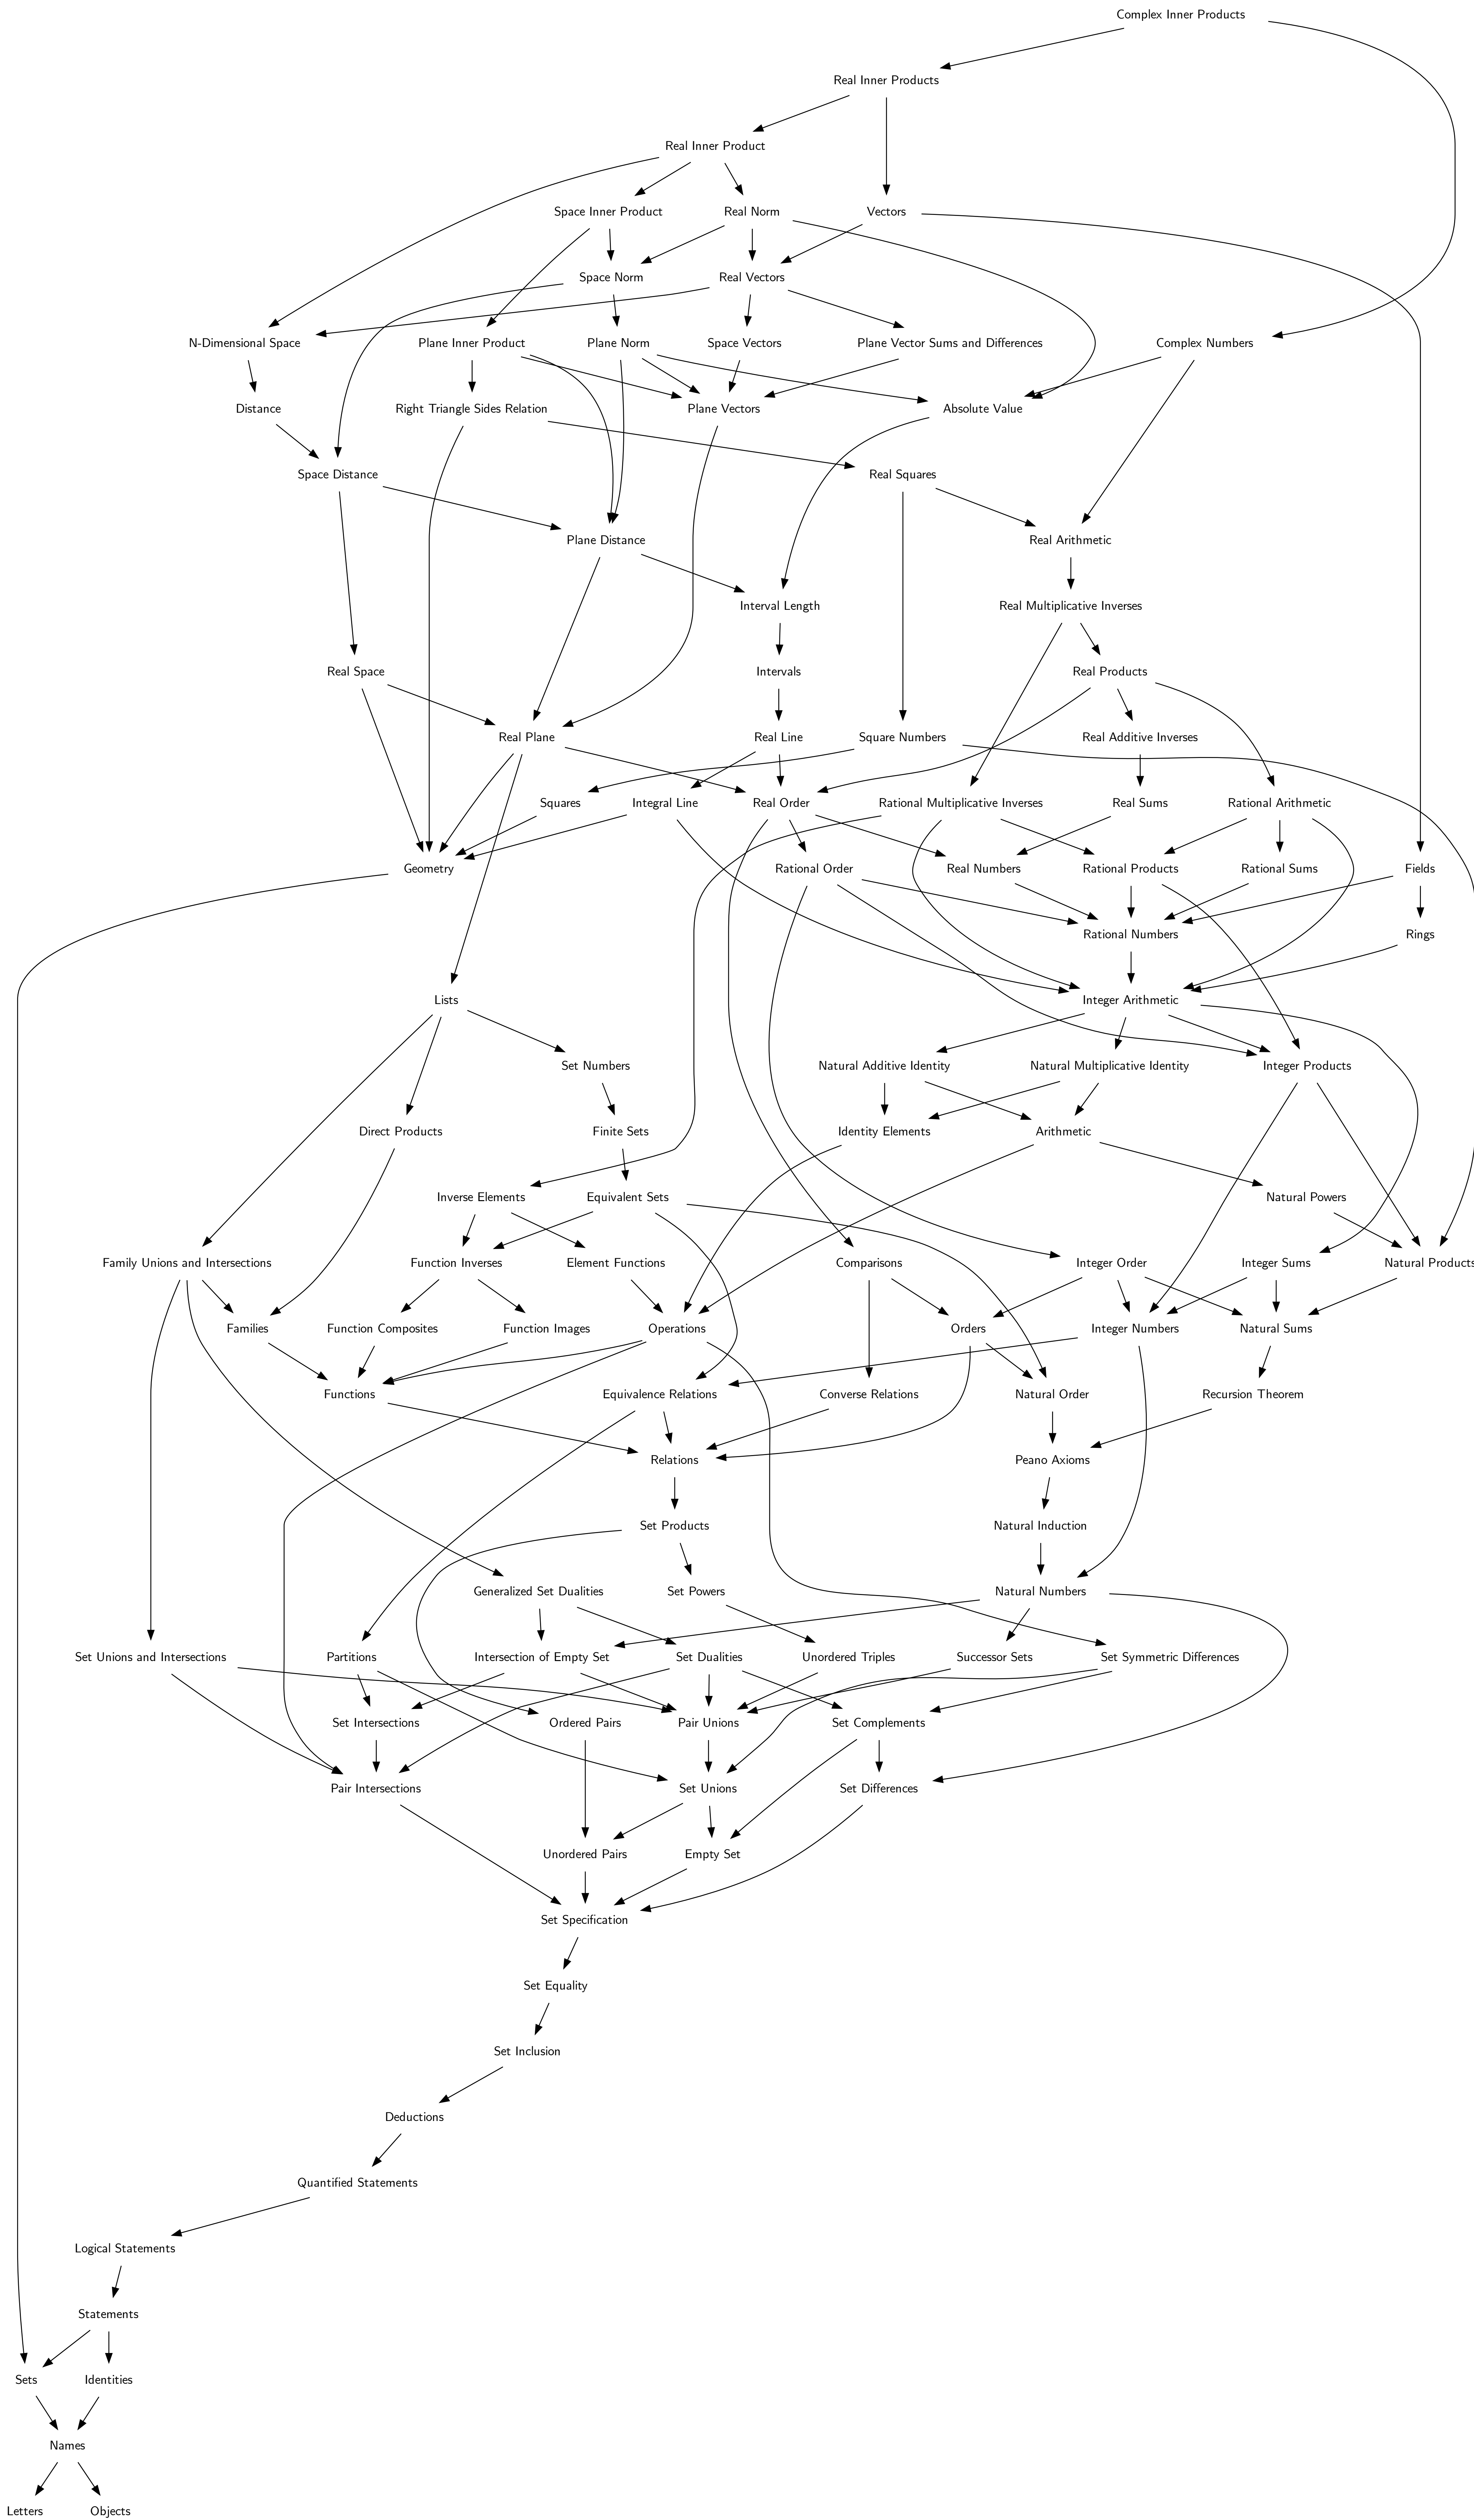 Complex Inner Products
Real Inner Products
Real Inner Product
Space Inner Product
Real Norm
Vectors
Space Norm
Real Vectors
N-Dimensional Space
Plane Inner Product
Plane Norm
Space Vectors
Plane Vector Sums and Differences
Complex Numbers
Distance
Right Triangle Sides Relation
Plane Vectors
Absolute Value
Space Distance
Real Squares
Plane Distance
Real Arithmetic
Interval Length
Real Multiplicative Inverses
Real Space
Intervals
Real Products
Real Plane
Real Line
Square Numbers
Real Additive Inverses
Squares
Integral Line
Real Order
Rational Multiplicative Inverses
Real Sums
Rational Arithmetic
Geometry
Rational Order
Real Numbers
Rational Products
Rational Sums
Fields
Rational Numbers
Rings
Lists
Integer Arithmetic
Set Numbers
Natural Additive Identity
Natural Multiplicative Identity
Integer Products
Direct Products
Finite Sets
Identity Elements
Arithmetic
Inverse Elements
Equivalent Sets
Natural Powers
Family Unions and Intersections
Function Inverses
Element Functions
Comparisons
Integer Order
Integer Sums
Natural Products
Families
Function Composites
Function Images
Operations
Orders
Integer Numbers
Natural Sums
Functions
Equivalence Relations
Converse Relations
Natural Order
Recursion Theorem
Relations
Peano Axioms
Set Products
Natural Induction
Generalized Set Dualities
Set Powers
Natural Numbers
Set Unions and Intersections
Partitions
Intersection of Empty Set
Set Dualities
Unordered Triples
Successor Sets
Set Symmetric Differences
Set Intersections
Ordered Pairs
Pair Unions
Set Complements
Pair Intersections
Set Unions
Set Differences
Unordered Pairs
Empty Set
Set Specification
Set Equality
Set Inclusion
Deductions
Quantified Statements
Logical Statements
Statements
Sets
Identities
Names
Letters
Objects